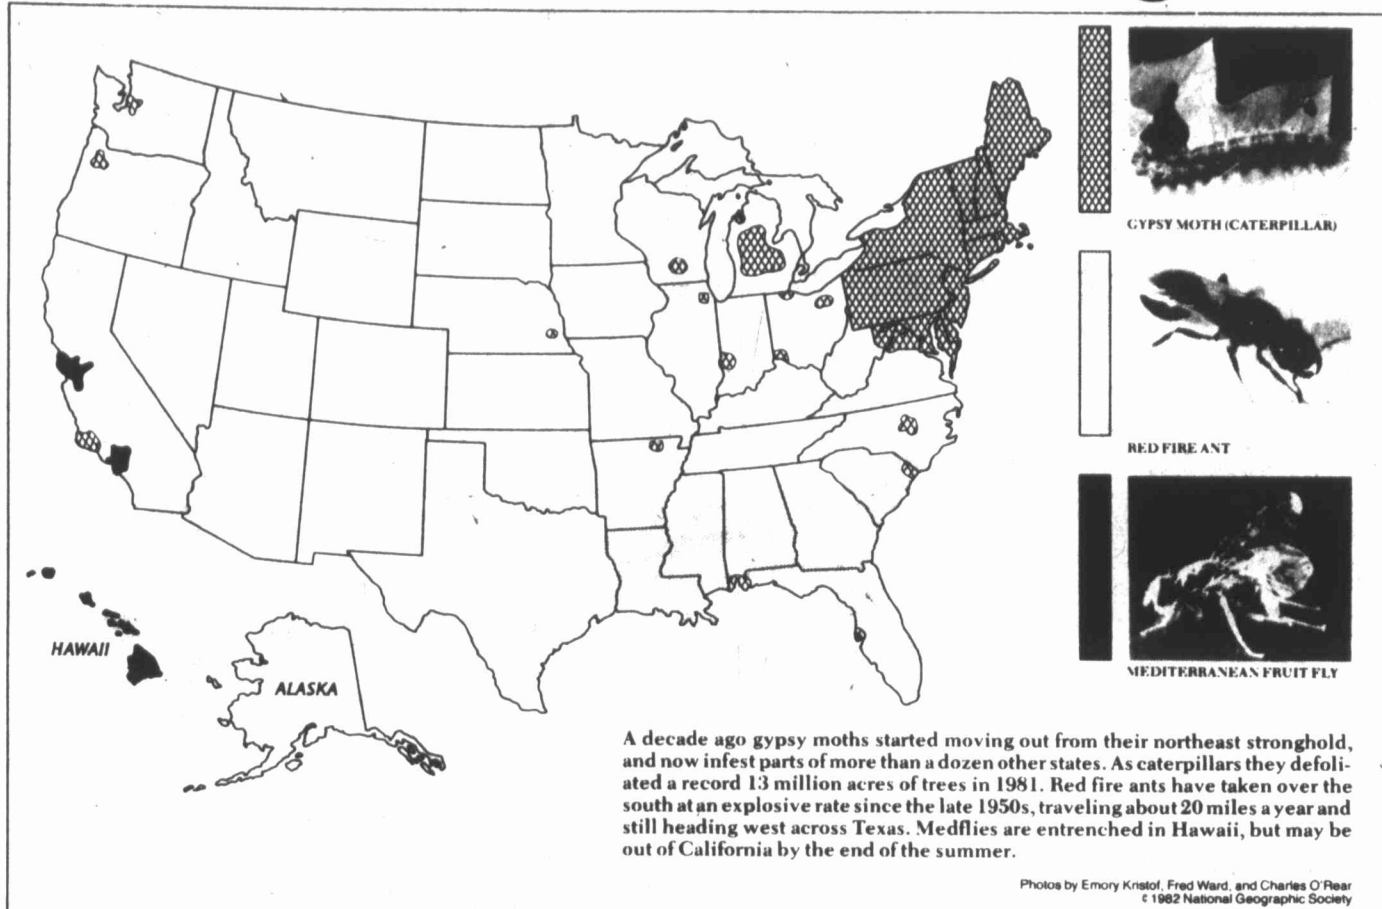 GYPSY MOTH (CATERPILLAR)
RED FIRE ANT
MEDITERRANEAN FRUIT FLY
HAWAII
ALASKA
A decade ago gypsy moths started moving out from their northeast stronghold,
and now infest parts of more than a dozen other states. As caterpillars they defoli-
ated a record 13 million acres of trees in 1981. Red fire ants have taken over the
south at an explosive rate since the late 1950s, traveling about 20 miles a year and
still heading west across Texas. Medflies are entrenched in Hawaii, but may be
out of California by the end of the summer.
Photos by Emory Kristof, Fred Ward, and Charles O'Rear
© 1982 National Geographic Society